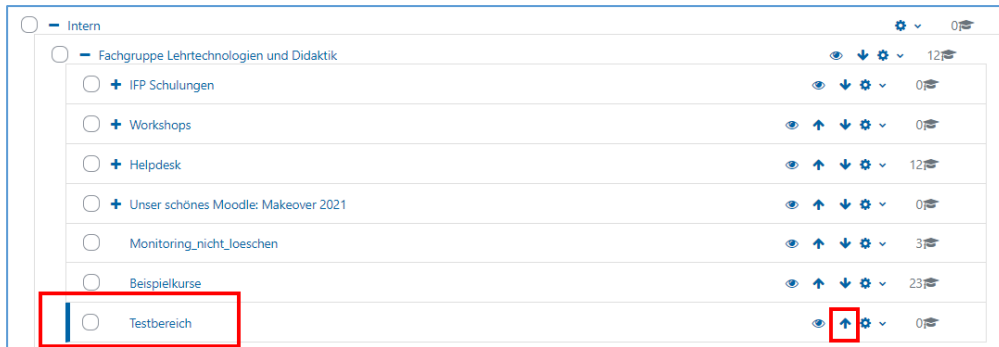 Intern 0
Fachgruppe Lehrtechnologien und Didaktik 12
IFP Schulungen 0
Workshops 0
Helpdesk 12
Unser schönes Moodle: Makeover 2021 0
Monitoring_nicht_loeschen 3
Beispielkurse 23
Testbereich 0